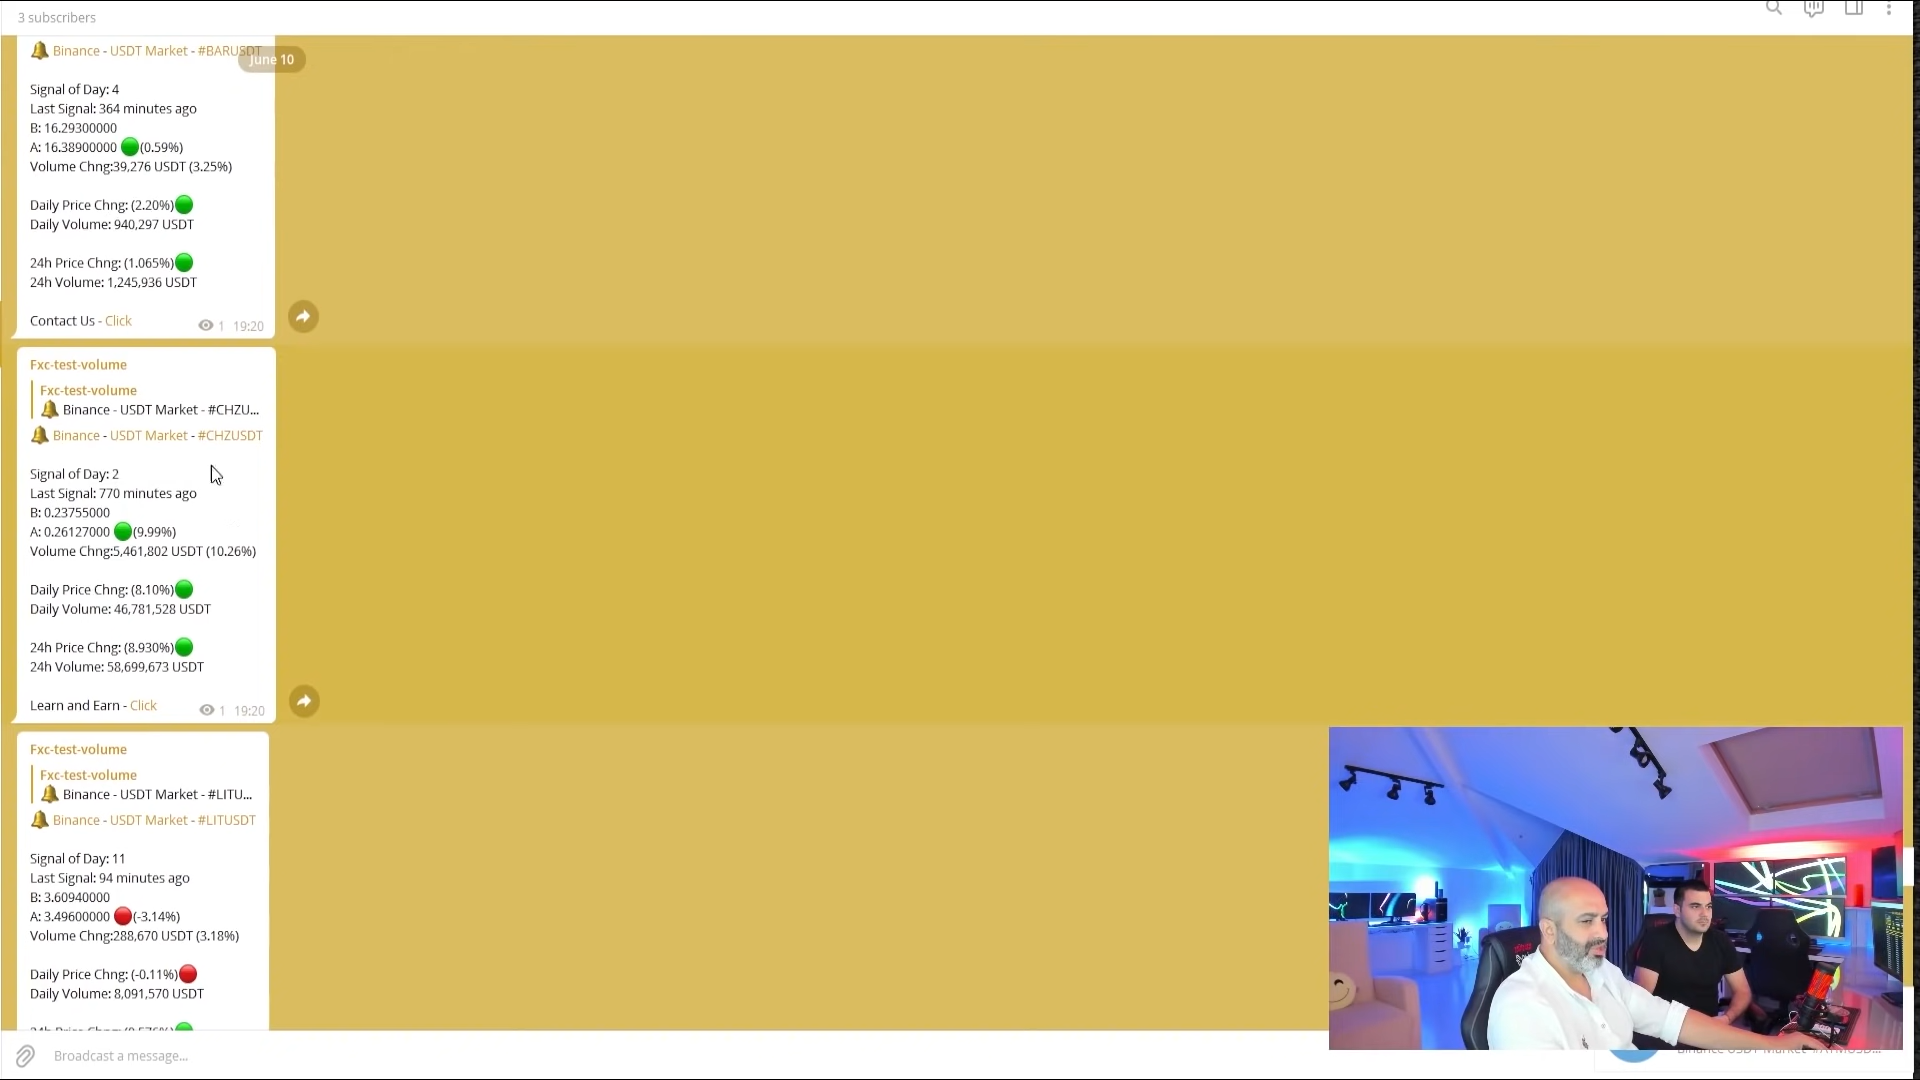 3 subscribers
Binance - USDT Market - #BARUSDT
June 10
Signal of Day: 4
Last Signal: 364 minutes ago
B: 16.29300000
A: 16.38900000 (0.59%)
Volume Chng:39,276 USDT (3.25%)
Daily Price Chng: (2.20%)
Daily Volume: 940,297 USDT
24h Price Chng: (1.065%)
24h Volume: 1,245,936 USDT
Contact Us - Click
1 19:20
Fxc-test-volume
Fxc-test-volume
Binance - USDT Market - #CHZU...
Binance - USDT Market - #CHZUSDT
Signal of Day: 2
Last Signal: 770 minutes ago
B: 0.23755000
A: 0.26127000 (9.99%)
Volume Chng:5,461,802 USDT (10.26%)
Daily Price Chng: (8.10%)
Daily Volume: 46,781,528 USDT
24h Price Chng: (8.930%)
24h Volume: 58,699,673 USDT
Learn and Earn - Click
1 19:20
Fxc-test-volume
Fxc-test-volume
Binance - USDT Market - #LITU...
Binance - USDT Market - #LITUSDT
Signal of Day: 11
Last Signal: 94 minutes ago
B: 3.60940000
A: 3.49600000 (-3.14%)
Volume Chng:288,670 USDT (3.18%)
Daily Price Chng: (-0.11%)
Daily Volume: 8,091,570 USDT
Broadcast a message...